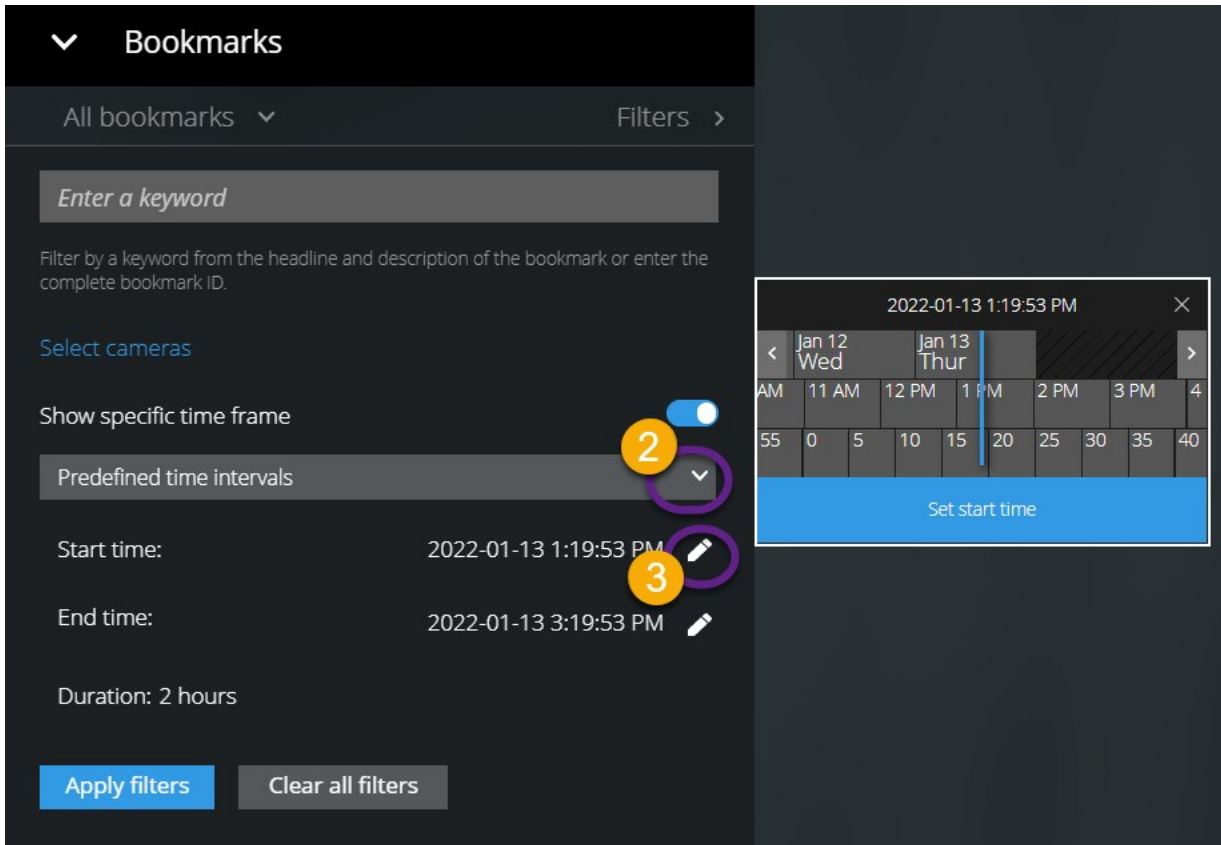 Bookmarks
All bookmarks Filters
Enter a keyword
Filter by a keyword from the headline and description of the bookmark or enter the
complete bookmark ID.
Select cameras
Show specific time frame
2
Predefined time intervals
Start time: 2022-01-13 1:19:53 PM
3
End time: 2022-01-13 3:19:53 PM
Duration: 2 hours
Apply filters Clear all filters
2022-01-13 1:19:53 PM
Jan 12 Jan 13
Wed Thur
AM 11 AM 12 PM 1 PM 2 PM 3 PM 4
55 0 5 10 15 20 25 30 35 40
Set start time